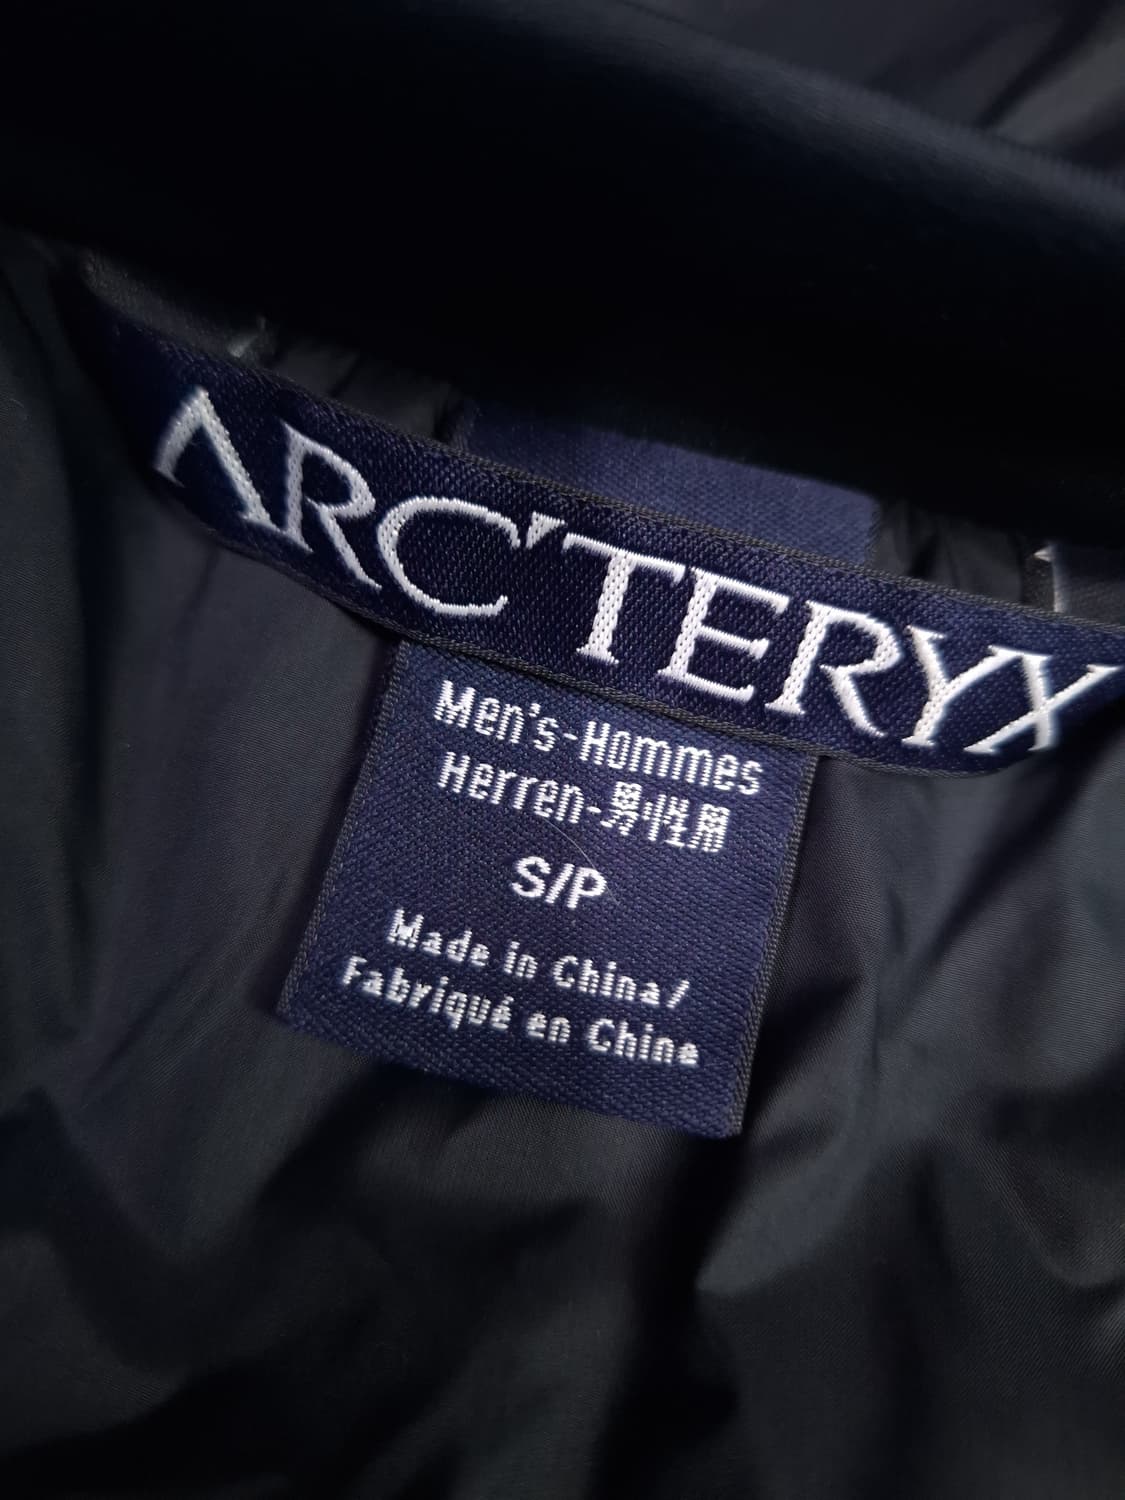 ARC'TERYX
Men's-Hommes
Herren-男性用
S/P
Made in China/
Fabriqué en Chine